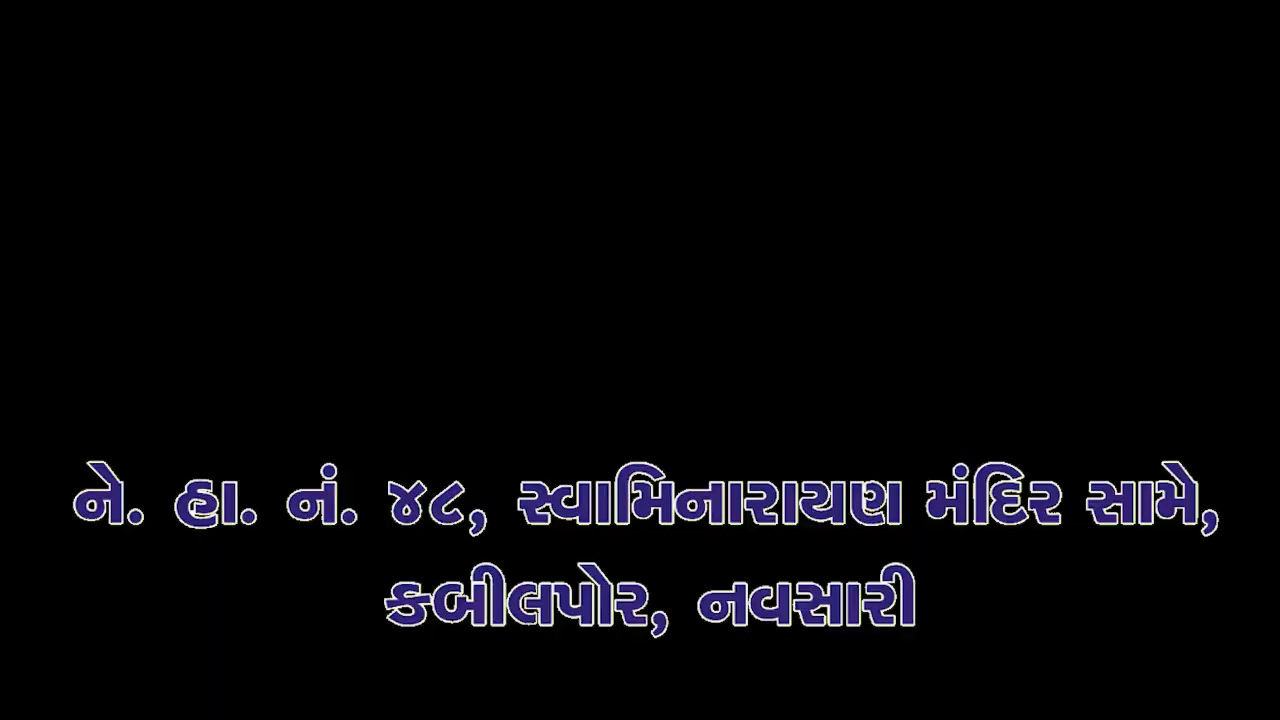 ને. હા. નં. ૪૮, સ્વામિનારાયણ મંદિર સામે,
કબીલપોર, નવસારી